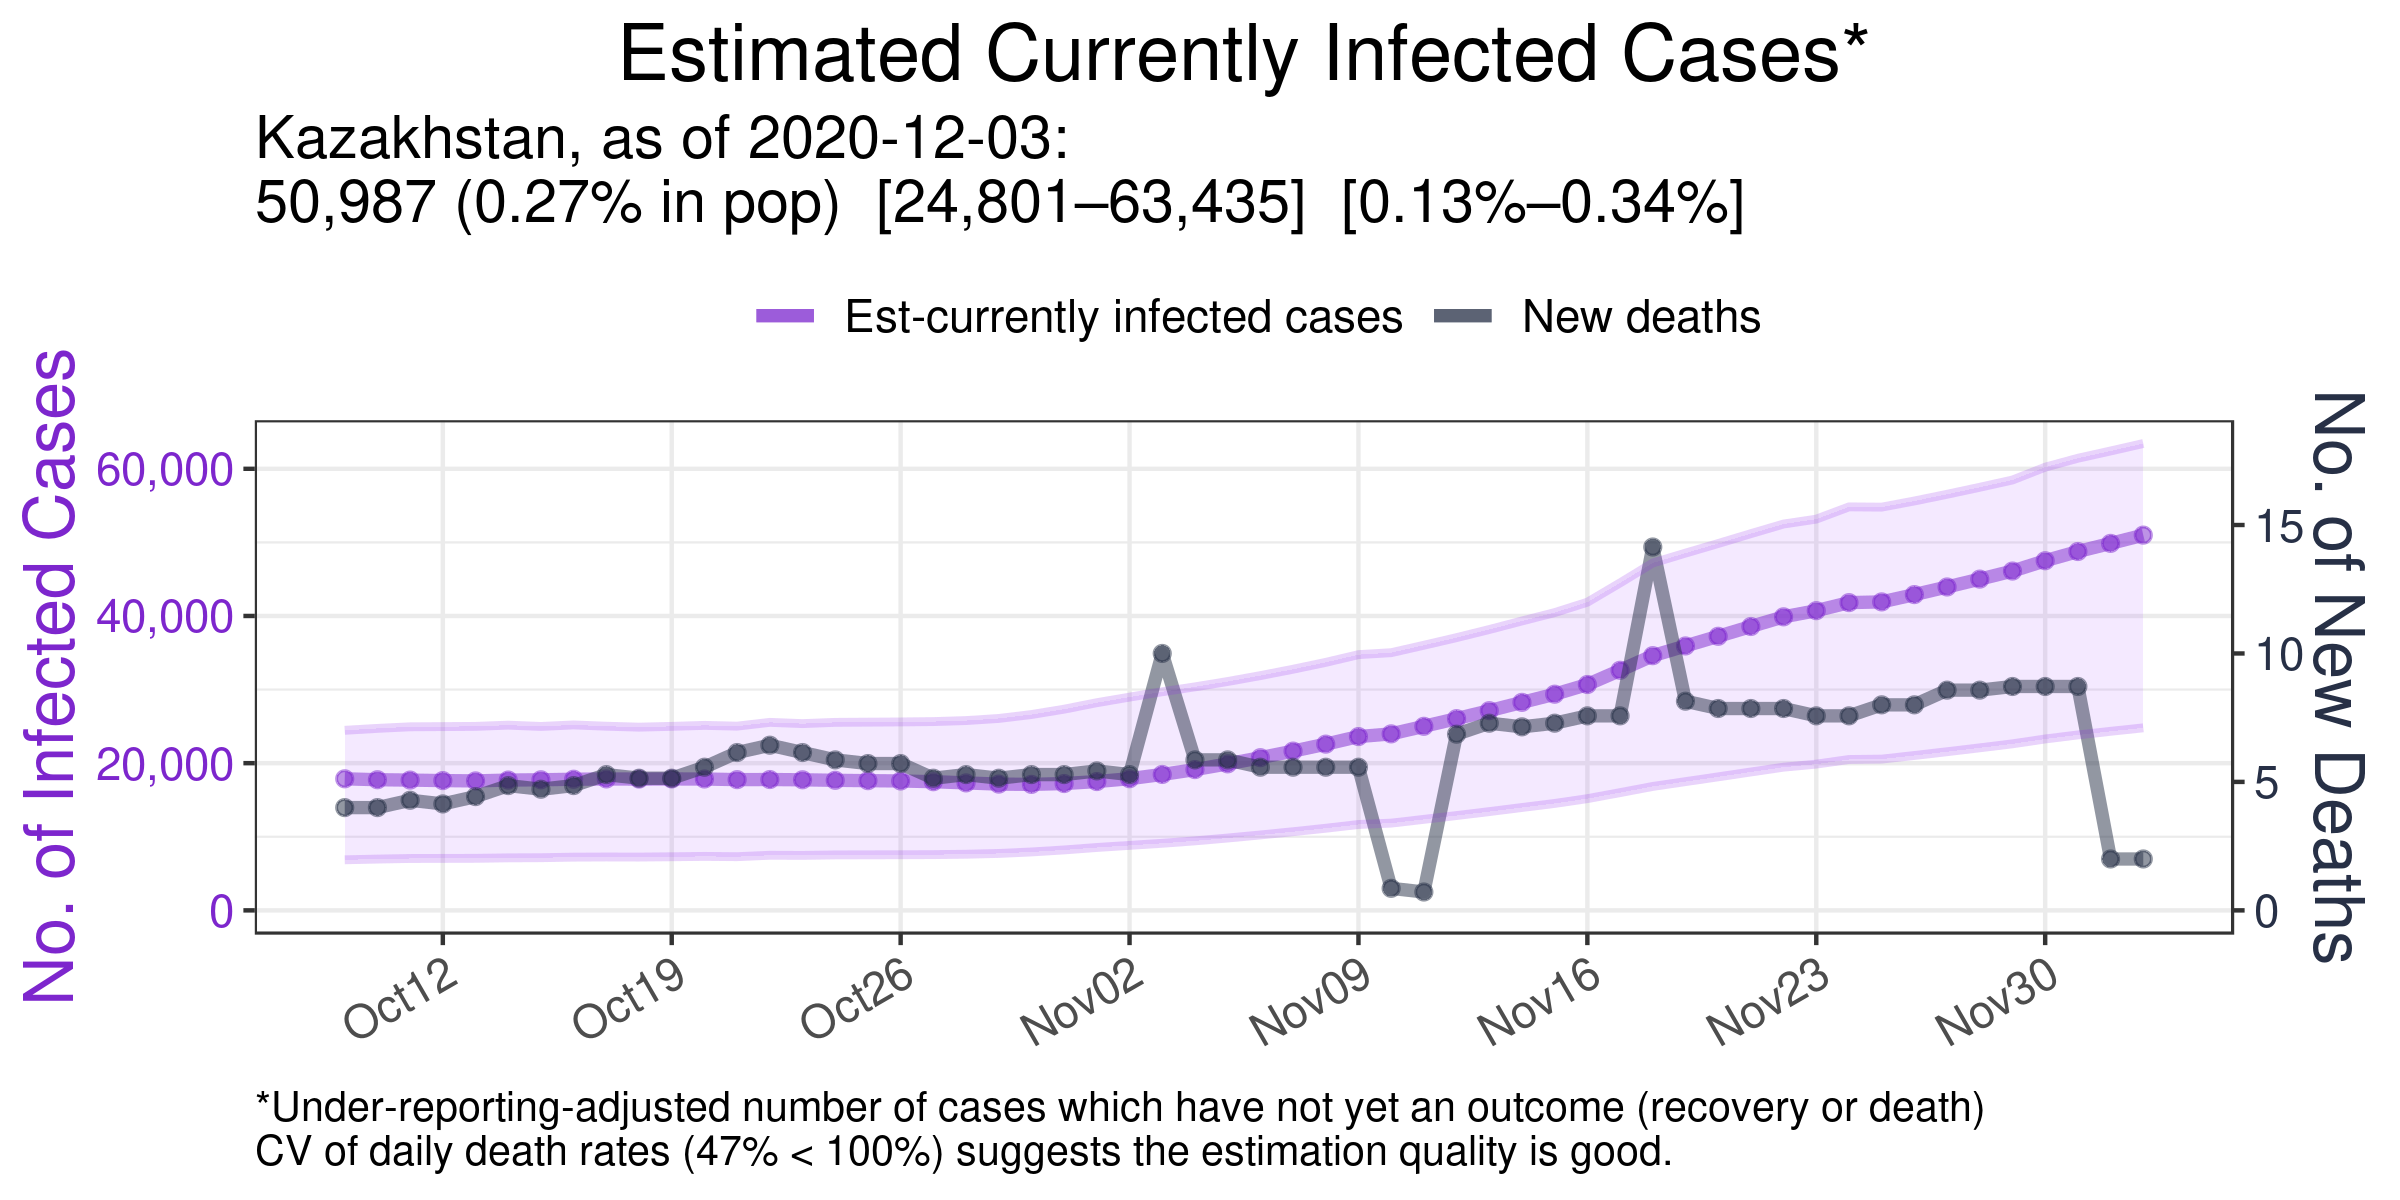 Estimated Currently Infected Cases*
Kazakhstan, as of 2020-12-03:
50,987 (0.27% in pop)  [24,801–63,435]  [0.13%–0.34%]
Est-currently infected cases
New deaths
No. of Infected Cases
60,000
40,000
20,000
0
15
10
5
0
No. of New Deaths
Oct12
Oct19
Oct26
Nov02
Nov09
Nov16
Nov23
Nov30
*Under-reporting-adjusted number of cases which have not yet an outcome (recovery or death)
CV of daily death rates (47% < 100%) suggests the estimation quality is good.